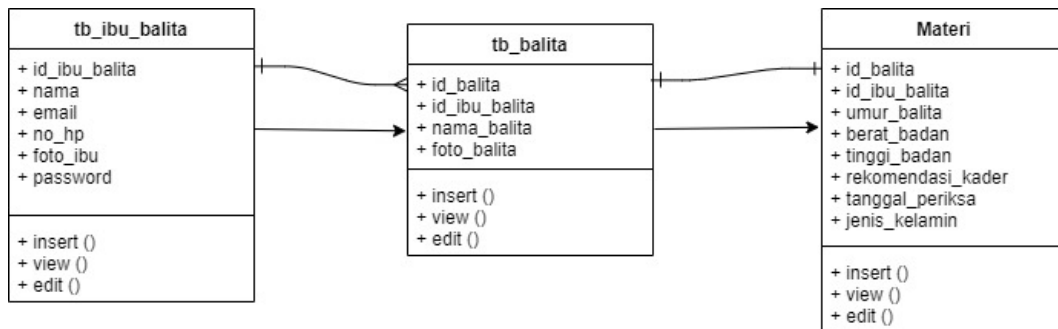 tb_ibu_balita
+ id_ibu_balita
+ nama
+ email
+ no_hp
+ foto_ibu
+ password
+ insert ()
+ view ()
+ edit ()
tb_balita
+ id_balita
+ id_ibu_balita
+ nama_balita
+ foto_balita
+ insert ()
+ view ()
+ edit ()
Materi
+ id_balita
+ id_ibu_balita
+ umur_balita
+ berat_badan
+ tinggi_badan
+ rekomendasi_kader
+ tanggal_periksa
+ jenis_kelamin
+ insert ()
+ view ()
+ edit ()